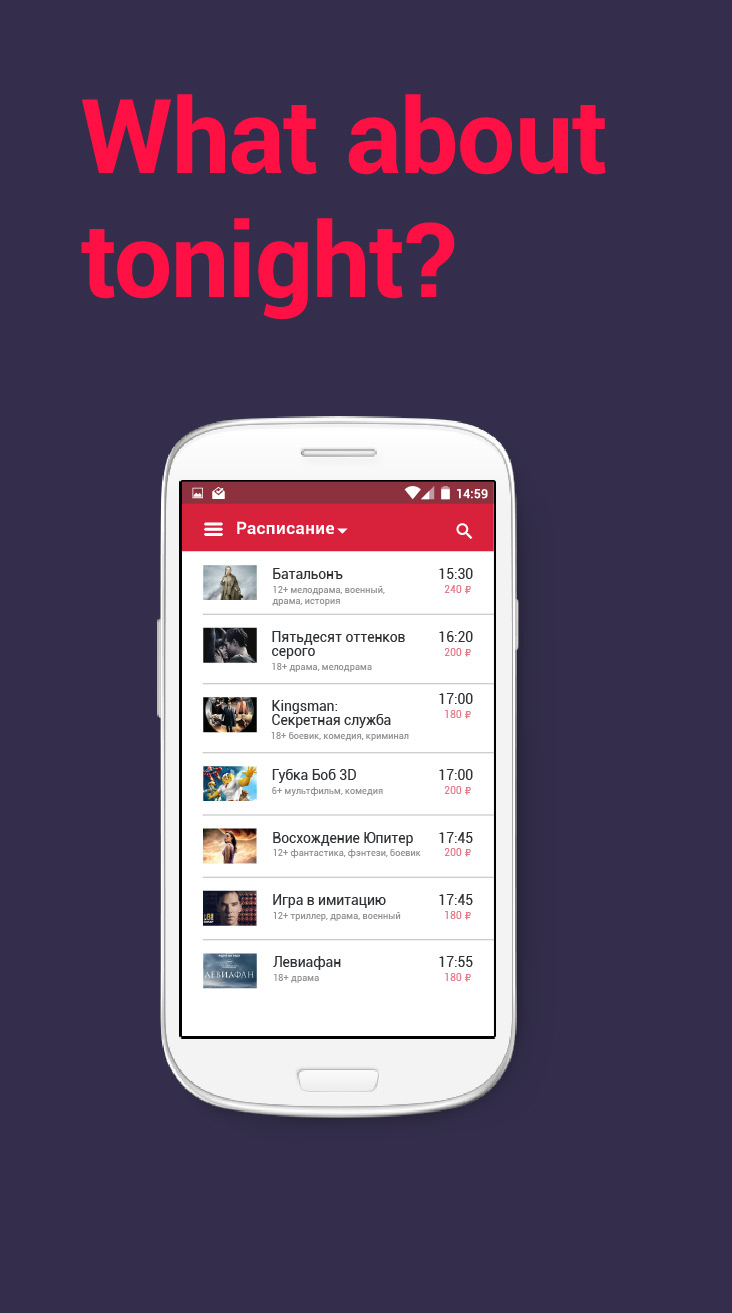 What about
tonight?
14:59
Расписание
Батальонъ
15:30
12+ мелодрама, военный,
240 ₽
драма, история
Пятьдесят оттенков
16:20
серого
200 ₽
18+ драма, мелодрама
Kingsman:
17:00
Секретная служба
180 ₽
18+ боевик, комедия, криминал
Губка Боб 3D
17:00
6+ мультфильм, комедия
200 ₽
Восхождение Юпитер
17:45
12+ фантастика, фэнтези, боевик
200 ₽
Игра в имитацию
17:45
12+ триллер, драма, военный
180 ₽
Левиафан
17:55
18+ драма
180 ₽
ЛЕВИАФАН